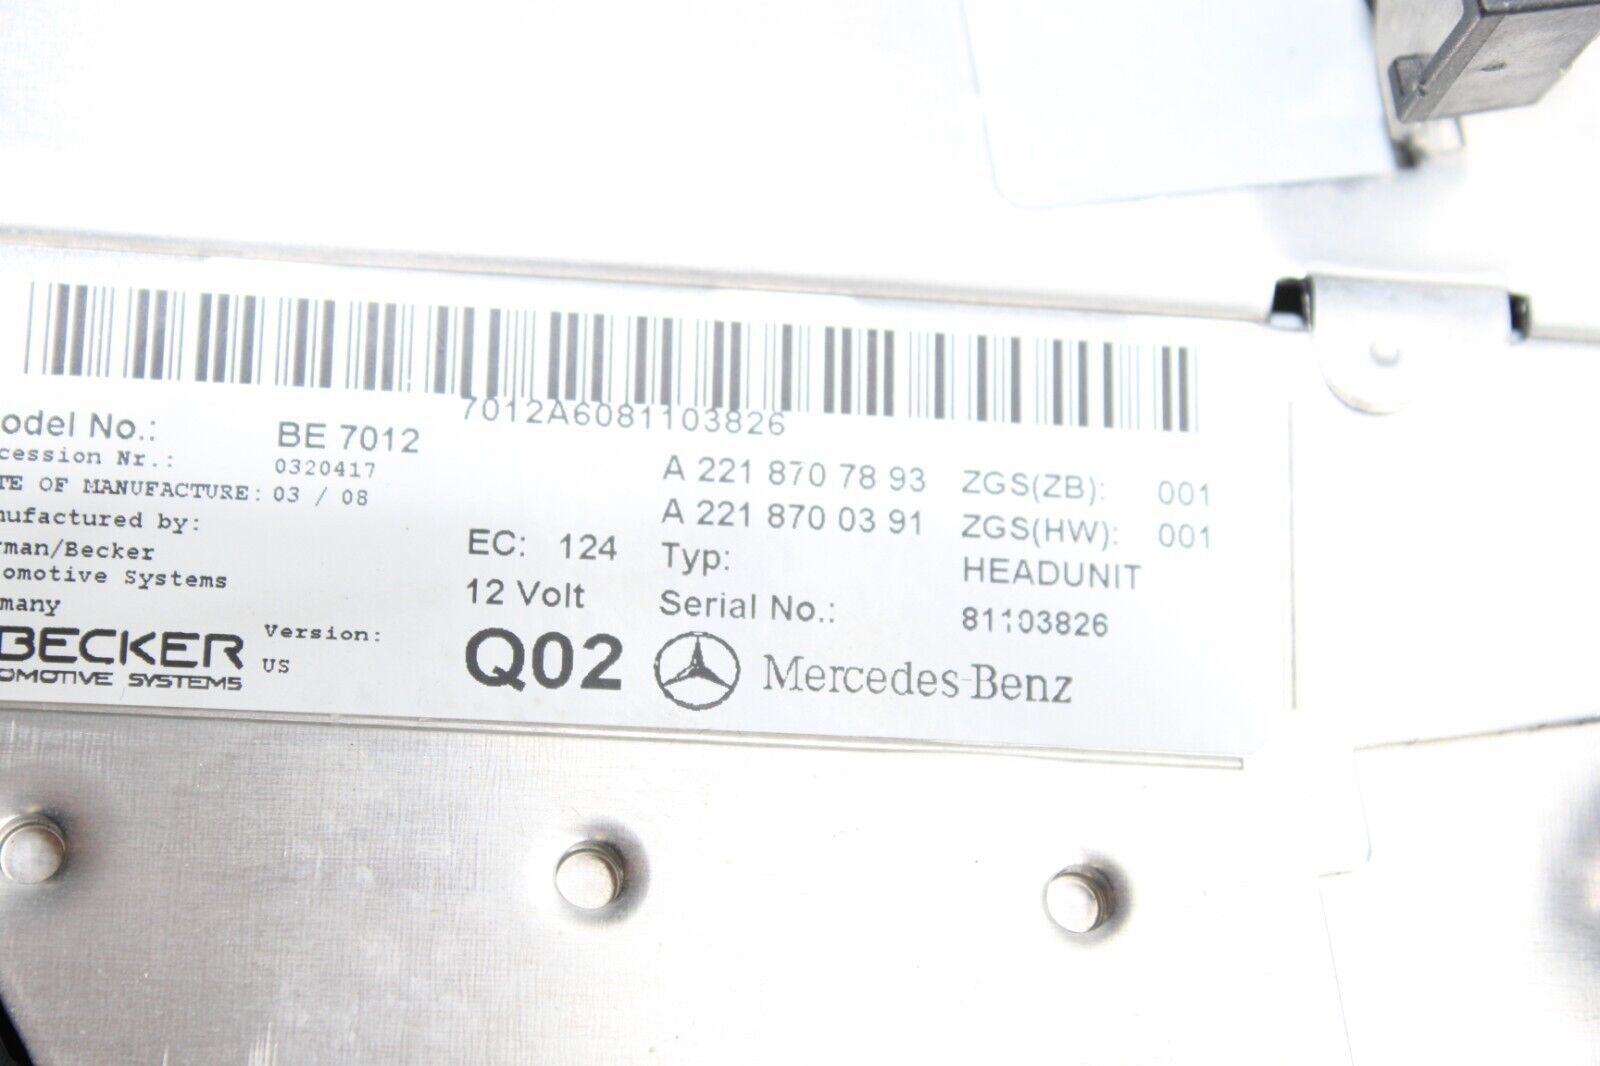 7012A6081103826
odel No.: BE 7012
cession Nr.: 0320417
TE OF MANUFACTURE: 03 / 08
nufactured by:
rman/Becker
omotive Systems
many
BECKER
OMOTIVE SYSTEMS
Version:
US
EC: 124
12 Volt
Q02
A 221 870 78 93 ZGS(ZB): 001
A 221 870 03 91 ZGS(HW): 001
Typ: HEADUNIT
Serial No.: 81103826
Mercedes-Benz